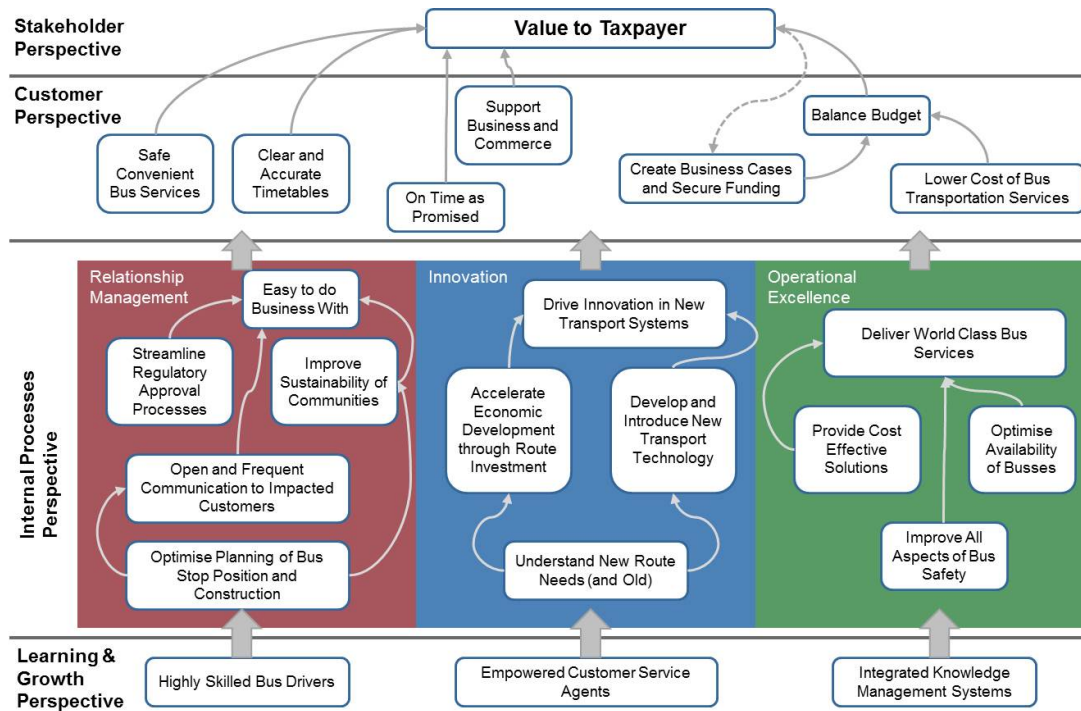 Stakeholder
Perspective
Value to Taxpayer
Customer
Perspective
Safe
Convenient
Bus Services
Clear and
Accurate
Timetables
On Time as
Promised
Support
Business and
Commerce
Create Business Cases
and Secure Funding
Balance Budget
Lower Cost of Bus
Transportation Services
Internal Processes
Perspective
Relationship
Management
Easy to do
Business With
Streamline
Regulatory
Approval
Processes
Improve
Sustainability of
Communities
Open and Frequent
Communication to Impacted
Customers
Optimise Planning of Bus
Stop Position and
Construction
Innovation
Drive Innovation in New
Transport Systems
Accelerate
Economic
Development
through Route
Investment
Develop and
Introduce New
Transport
Technology
Understand New Route
Needs (and Old)
Operational
Excellence
Deliver World Class Bus
Services
Provide Cost
Effective
Solutions
Optimise
Availability
of Busses
Improve All
Aspects of Bus
Safety
Learning &
Growth
Perspective
Highly Skilled Bus Drivers
Empowered Customer Service
Agents
Integrated Knowledge
Management Systems